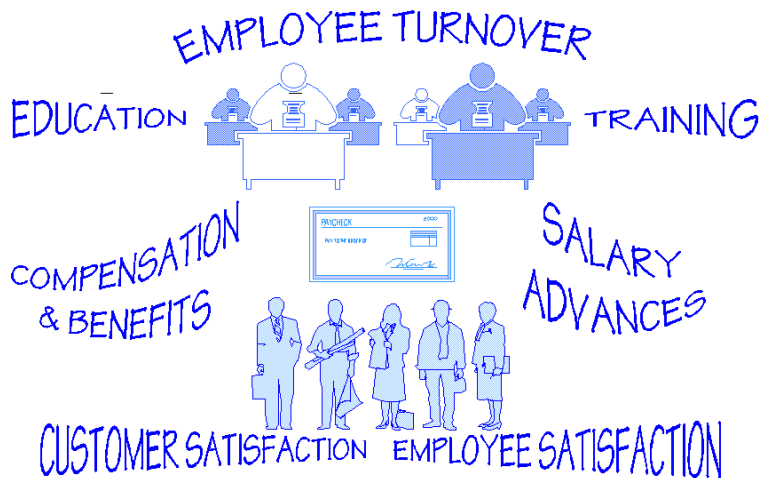 EMPLOYEE TURNOVER
EDUCATION
TRAINING
PAYCHECK
COMPENSATION
& BENEFITS
SALARY
ADVANCES
CUSTOMER SATISFACTION
EMPLOYEE SATISFACTION